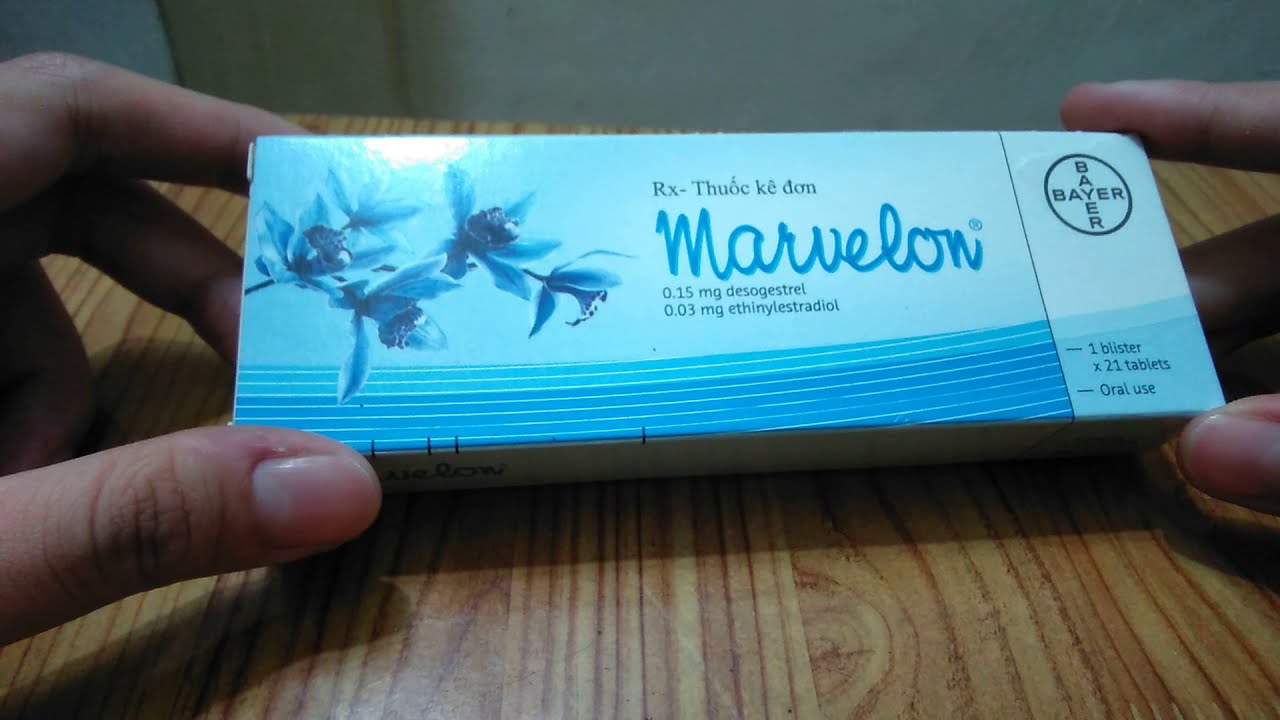 Rx- Thuốc kê đơn
Marvelon®
0.15 mg desogestrel
0.03 mg ethinylestradiol
BAYER
BAYER
— 1 blister
x 21 tablets
— Oral use